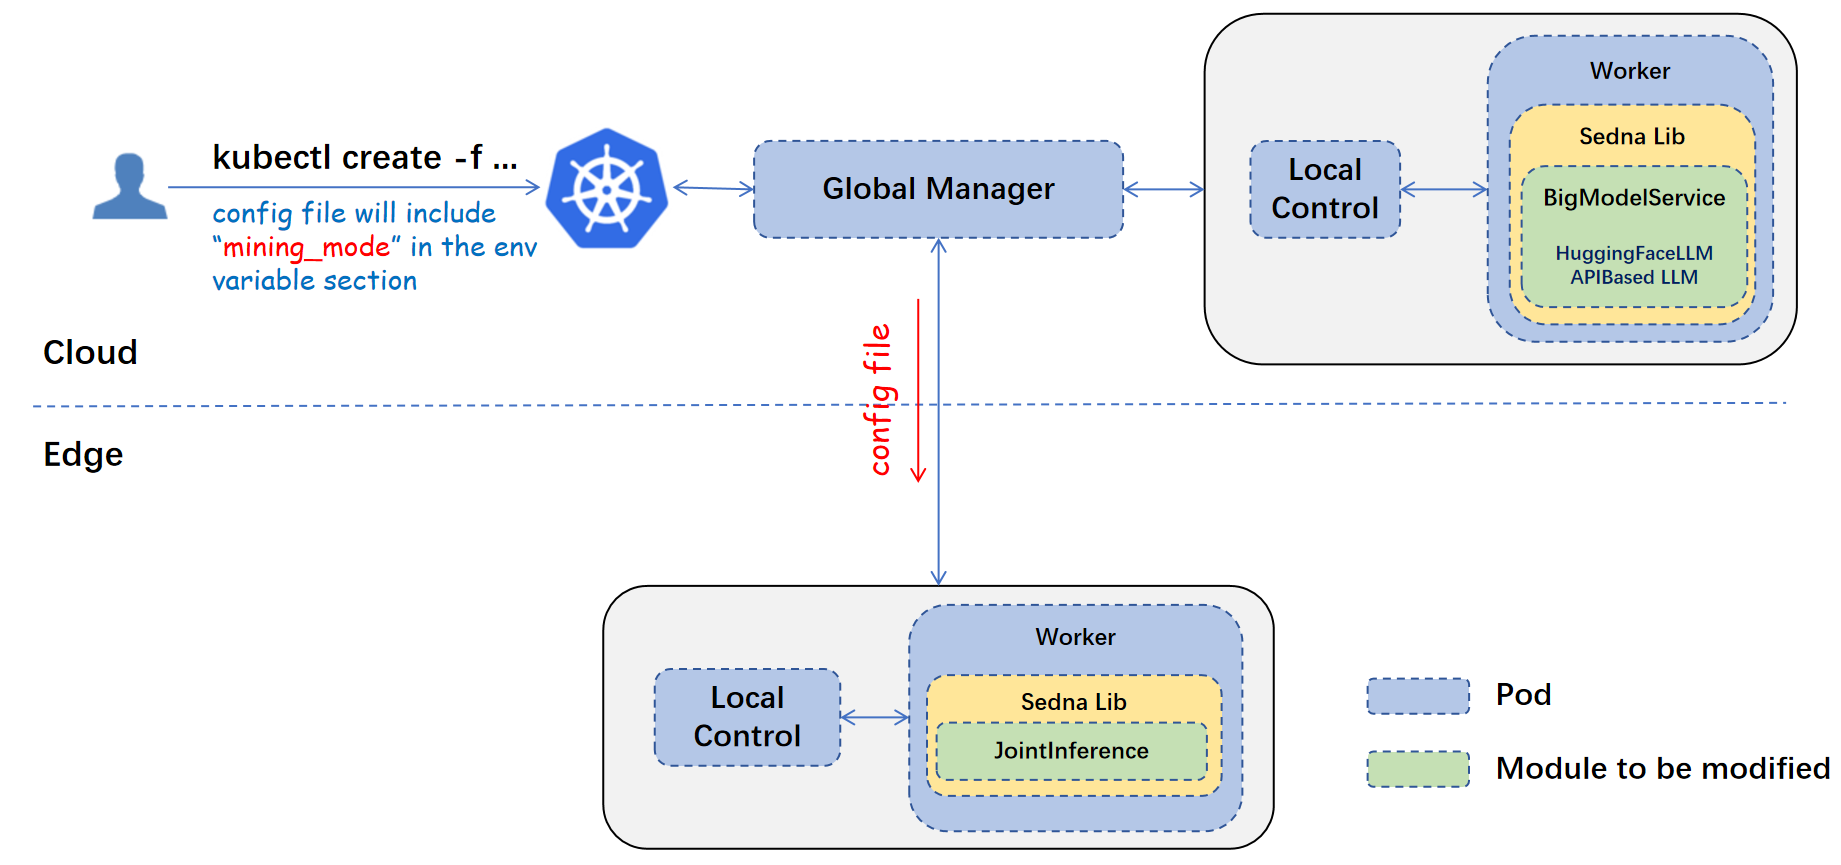 kubectl create -f ...
config file will include
“mining_mode” in the env
variable section
Global Manager
Local
Control
Worker
Sedna Lib
BigModelService
HuggingFaceLLM
APIBased LLM
Cloud
config file
Edge
Local
Control
Worker
Sedna Lib
JointInference
Pod
Module to be modified